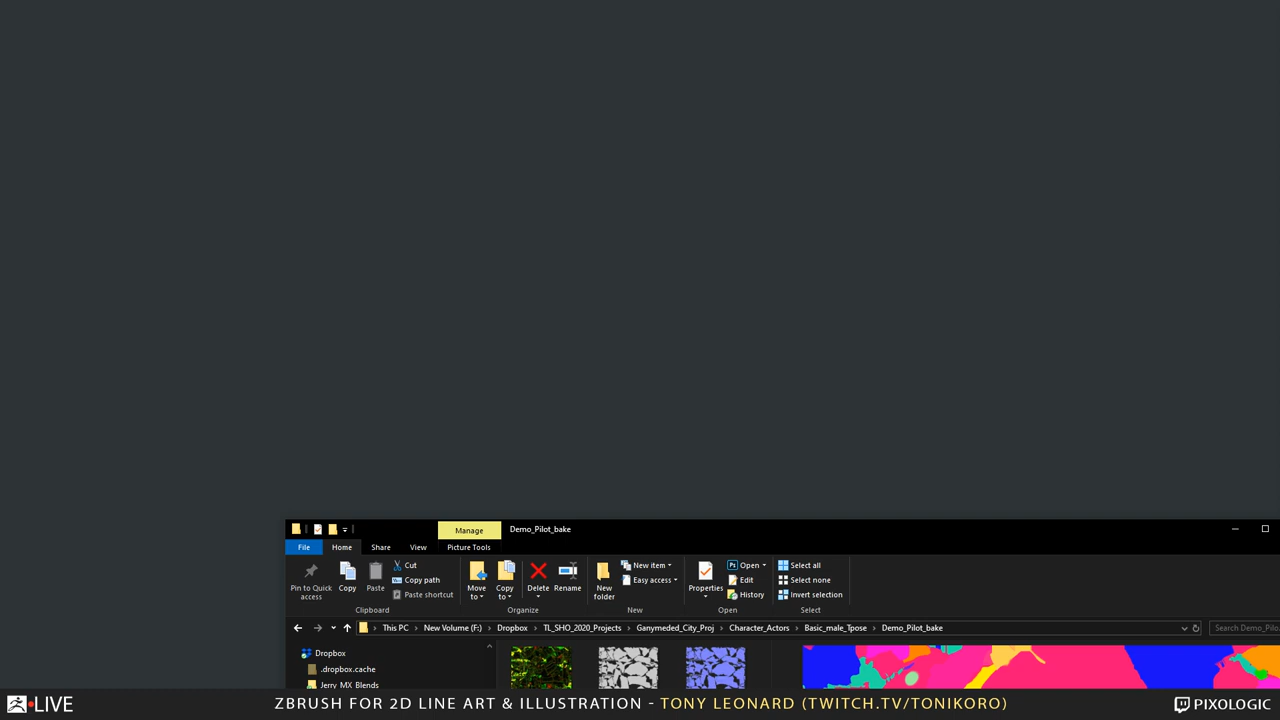 Manage
Demo_Pilot_bake
File
Home
Share
View
Picture Tools
Pin to Quick access
Copy
Paste
Cut
Copy path
Paste shortcut
Clipboard
Move to
Copy to
Delete
Rename
Organize
New folder
New item
Easy access
New
Properties
Open
Edit
History
Open
Select all
Select none
Invert selection
Select
This PC > New Volume (F:) > Dropbox > TL_SHO_2020_Projects > Ganymeded_City_Proj > Character_Actors > Basic_male_Tpose > Demo_Pilot_bake
Search Demo_Pilo
Dropbox
.dropbox.cache
Jerry_MX_Blends
LIVE
ZBRUSH FOR 2D LINE ART & ILLUSTRATION - TONY LEONARD (TWITCH.TV/TONIKORO)
PIXOLOGIC